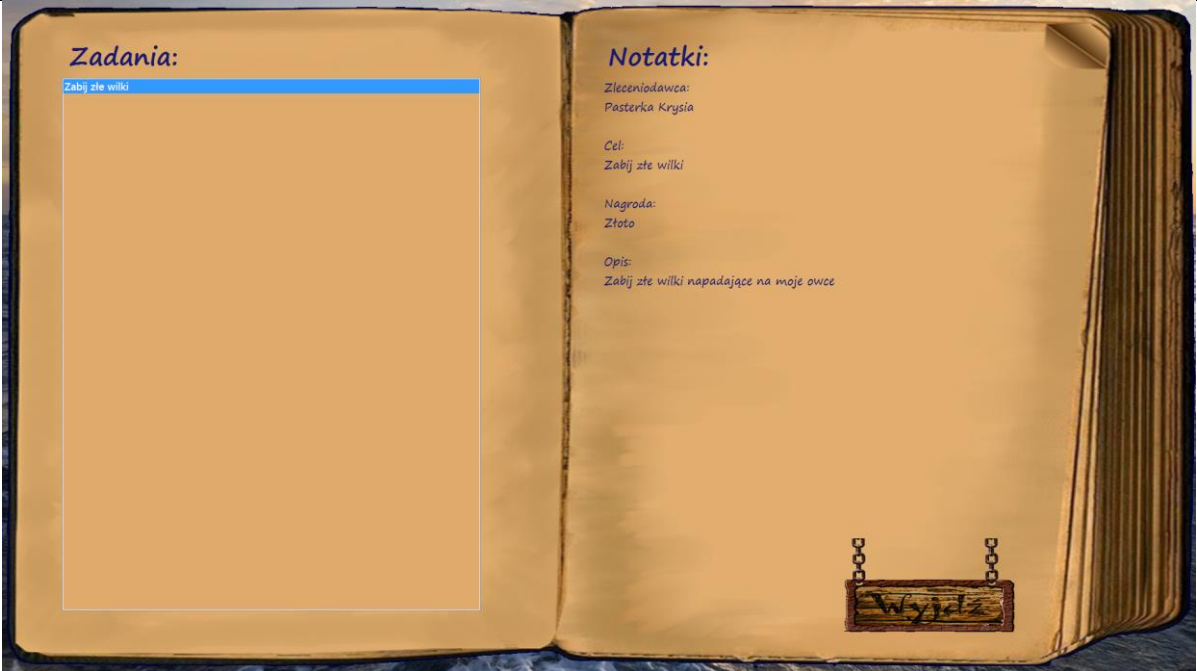 Zadania:
Zabij złe wilki
Notatki:
Zleceniodawca:
Pasterka Krysia
Cel:
Zabij złe wilki
Nagroda:
Złoto
Opis:
Zabij złe wilki napadające na moje owce
Wyjdź